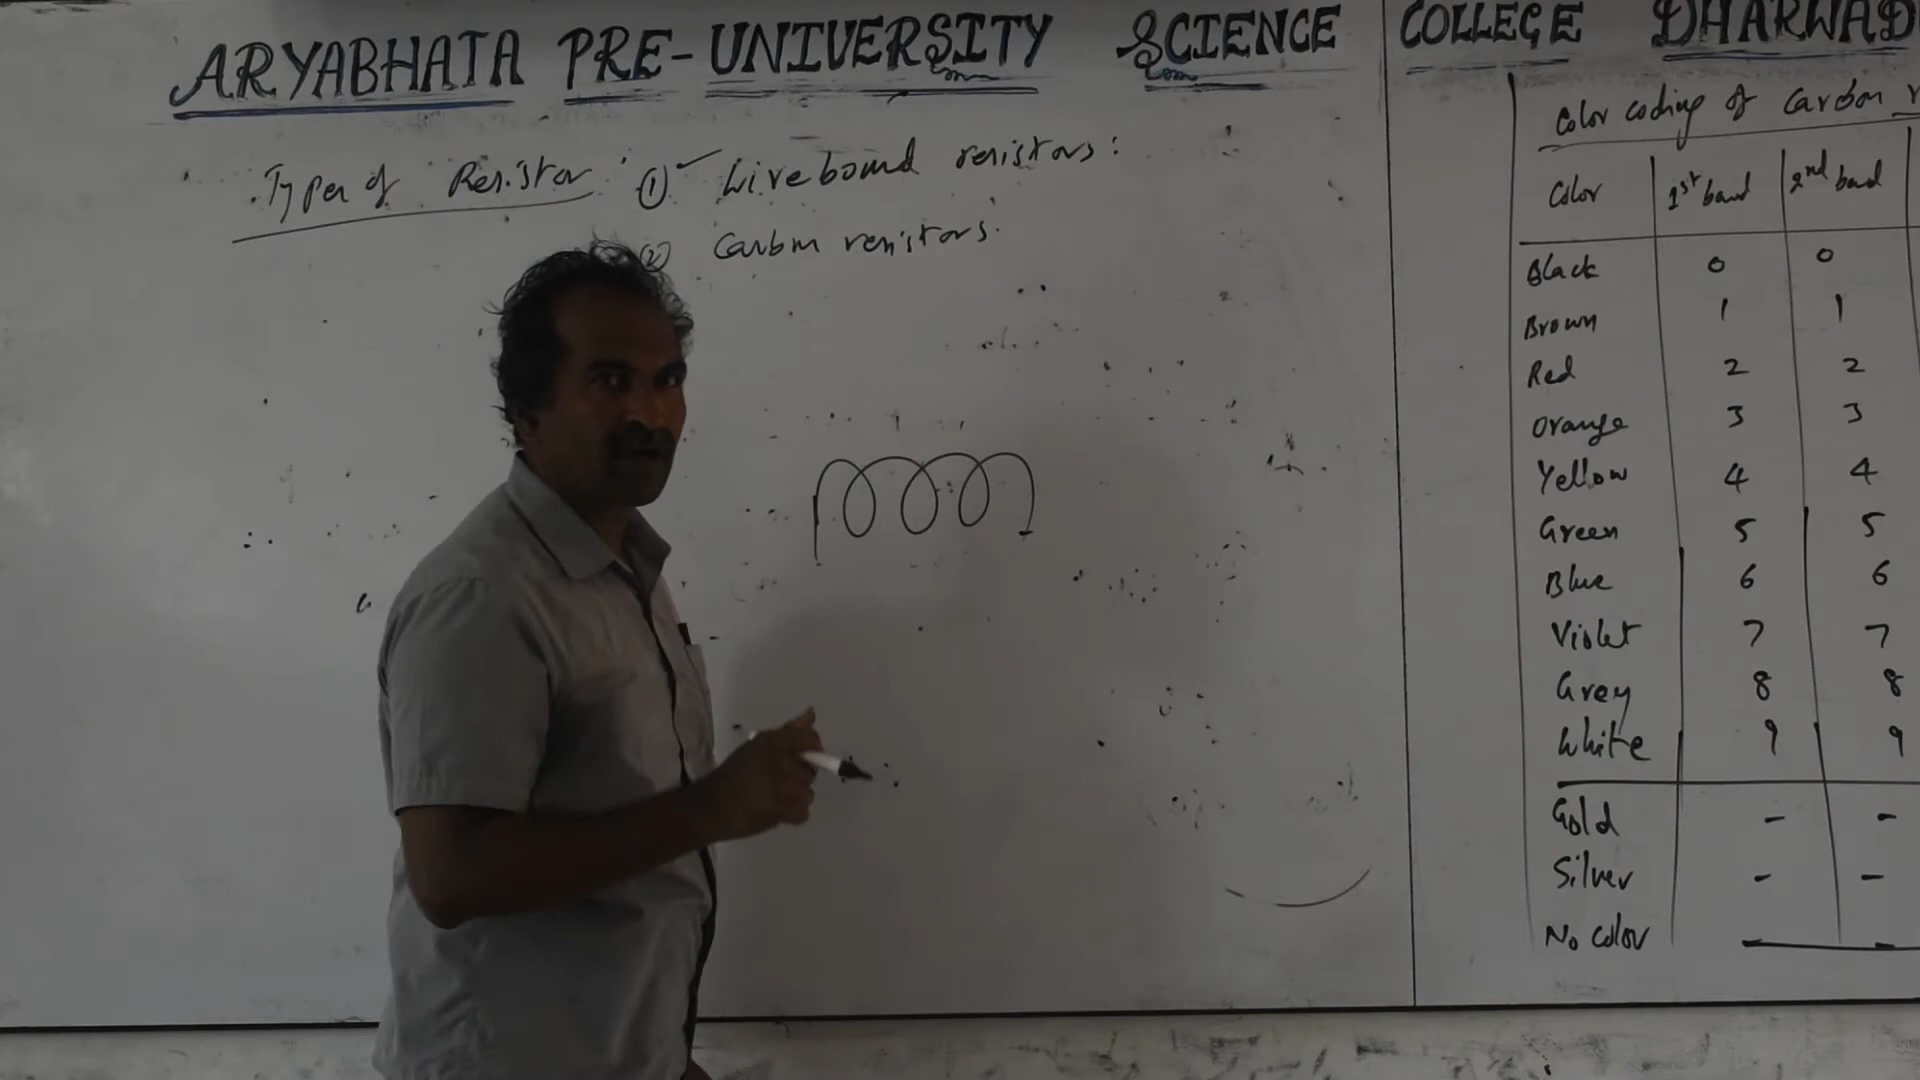 ARYABHATA PRE-UNIVERSITY SCIENCE COLLEGE DHARWAD
Types of Resistor : (1) Wirebound resistors :
(2) Carbon resistors.
Color coding of Carbon r
Color 1st band 2nd band
Black 0 0
Brown 1 1
Red 2 2
Orange 3 3
Yellow 4 4
Green 5 5
Blue 6 6
Violet 7 7
Grey 8 8
White 9 9
Gold - -
Silver - -
No color - -